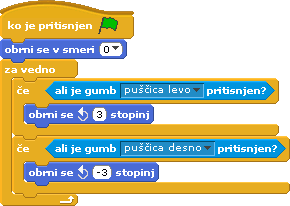 ko je pritisnjen
obrni se v smeri 0
za vedno
če ali je gumb puščica levo pritisnjen?
obrni se 3 stopinj
če ali je gumb puščica desno pritisnjen?
obrni se -3 stopinj